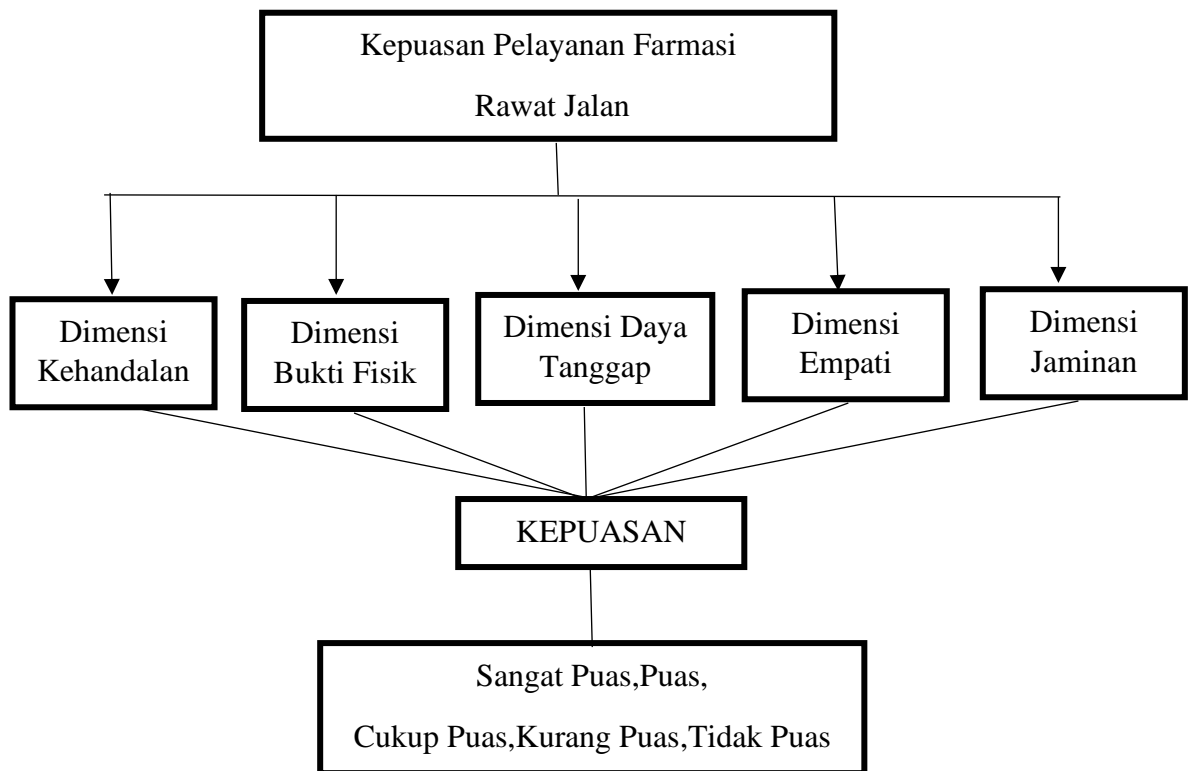 Kepuasan Pelayanan Farmasi
Rawat Jalan
Dimensi
Kehandalan
Dimensi
Bukti Fisik
Dimensi Daya
Tanggap
Dimensi
Empati
Dimensi
Jaminan
KEPUASAN
Sangat Puas,Puas,
Cukup Puas,Kurang Puas,Tidak Puas